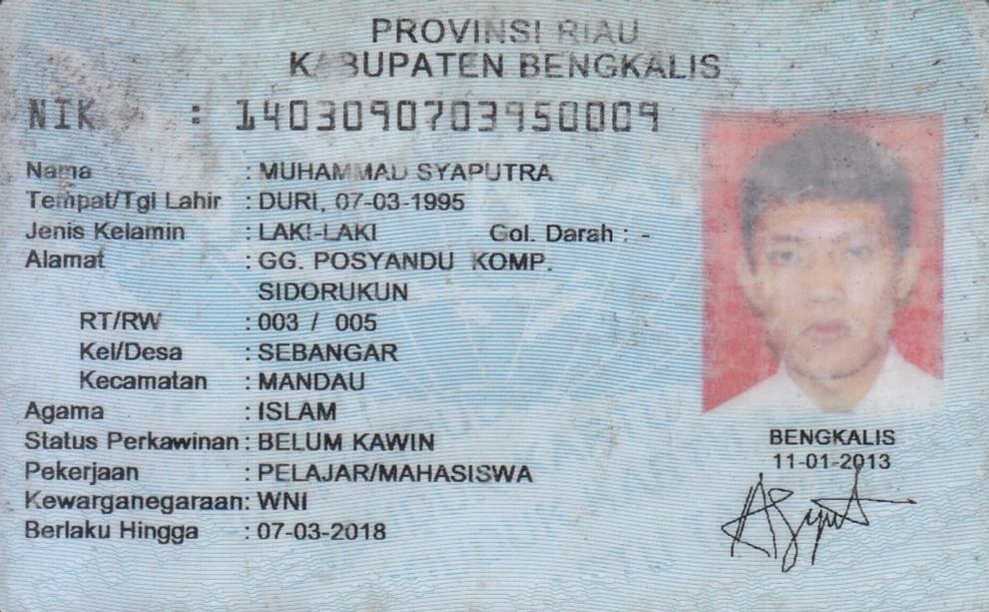 PROVINSI RIAU
KABUPATEN BENGKALIS
NIK : 1403090703950009
Nama : MUHAMMAD SYAPUTRA
Tempat/Tgl Lahir : DURI, 07-03-1995
Jenis Kelamin : LAKI-LAKI Gol. Darah : -
Alamat : GG. POSYANDU KOMP.
SIDORUKUN
RT/RW : 003 / 005
Kel/Desa : SEBANGAR
Kecamatan : MANDAU
Agama : ISLAM
Status Perkawinan : BELUM KAWIN
Pekerjaan : PELAJAR/MAHASISWA
Kewarganegaraan : WNI
Berlaku Hingga : 07-03-2018
BENGKALIS
11-01-2013